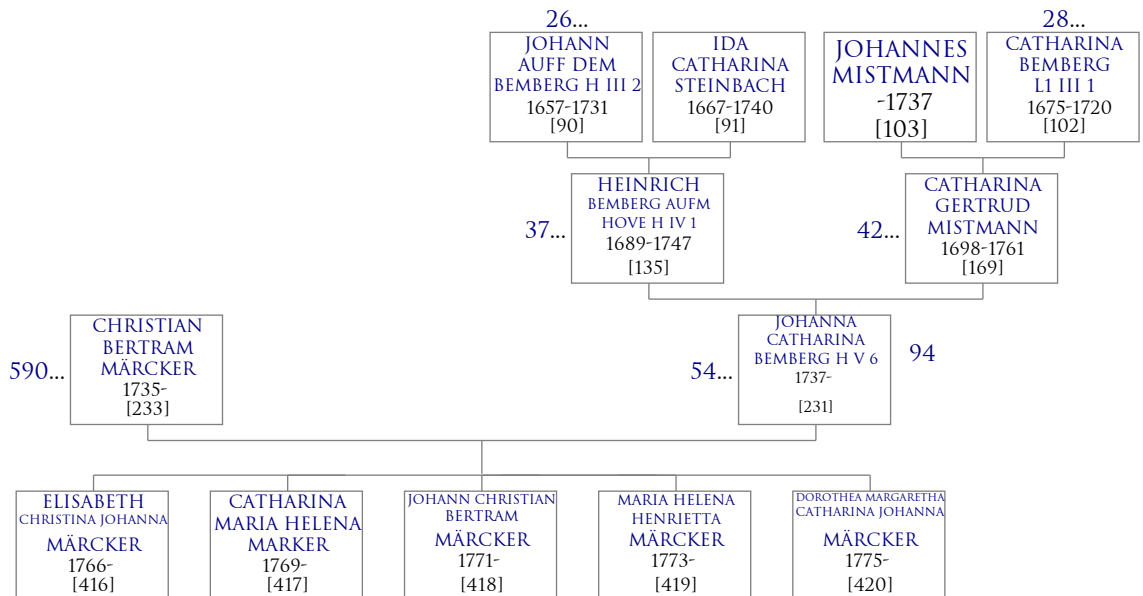 26...
JOHANN
AUFF DEM
BEMBERG H III 2
1657-1731
[90]
IDA
CATHARINA
STEINBACH
1667-1740
[91]
JOHANNES
MISTMANN
-1737
[103]
28...
CATHARINA
BEMBERG
L1 III 1
1675-1720
[102]
37...
HEINRICH
BEMBERG AUFM
HOVE H IV 1
1689-1747
[135]
42...
CATHARINA
GERTRUD
MISTMANN
1698-1761
[169]
590...
CHRISTIAN
BERTRAM
MÄRCKER
1735-
[233]
54...
JOHANNA
CATHARINA
BEMBERG H V 6
1737-
[231]
94
ELISABETH
CHRISTINA JOHANNA
MÄRCKER
1766-
[416]
CATHARINA
MARIA HELENA
MARKER
1769-
[417]
JOHANN CHRISTIAN
BERTRAM
MÄRCKER
1771-
[418]
MARIA HELENA
HENRIETTA
MÄRCKER
1773-
[419]
DOROTHEA MARGARETHA
CATHARINA JOHANNA
MÄRCKER
1775-
[420]